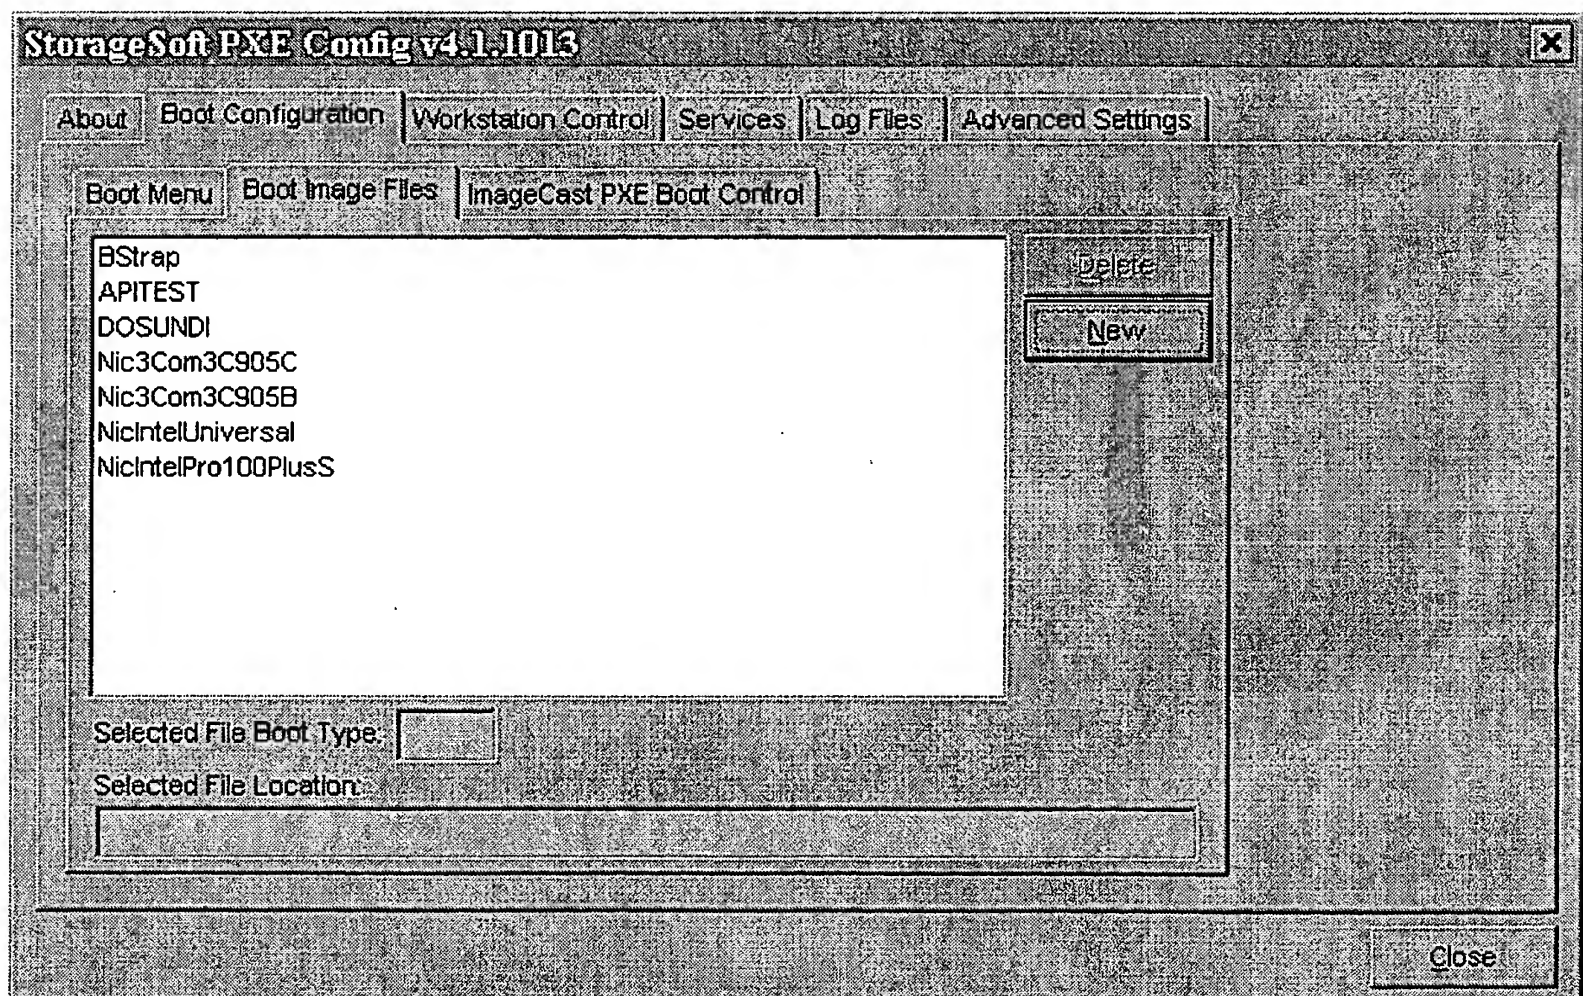 StorageSoft PXE Config v4.1.1013
About Boot Configuration Workstation Control Services Log Files Advanced Settings
Boot Menu Boot Image Files ImageCast PXE Boot Control
BStrap
APITEST
DOSUNDI
Nic3Com3C905C
Nic3Com3C905B
NicIntelUniversal
NicIntelPro100PlusS
Delete
New
Selected File Boot Type:
Selected File Location:
Close